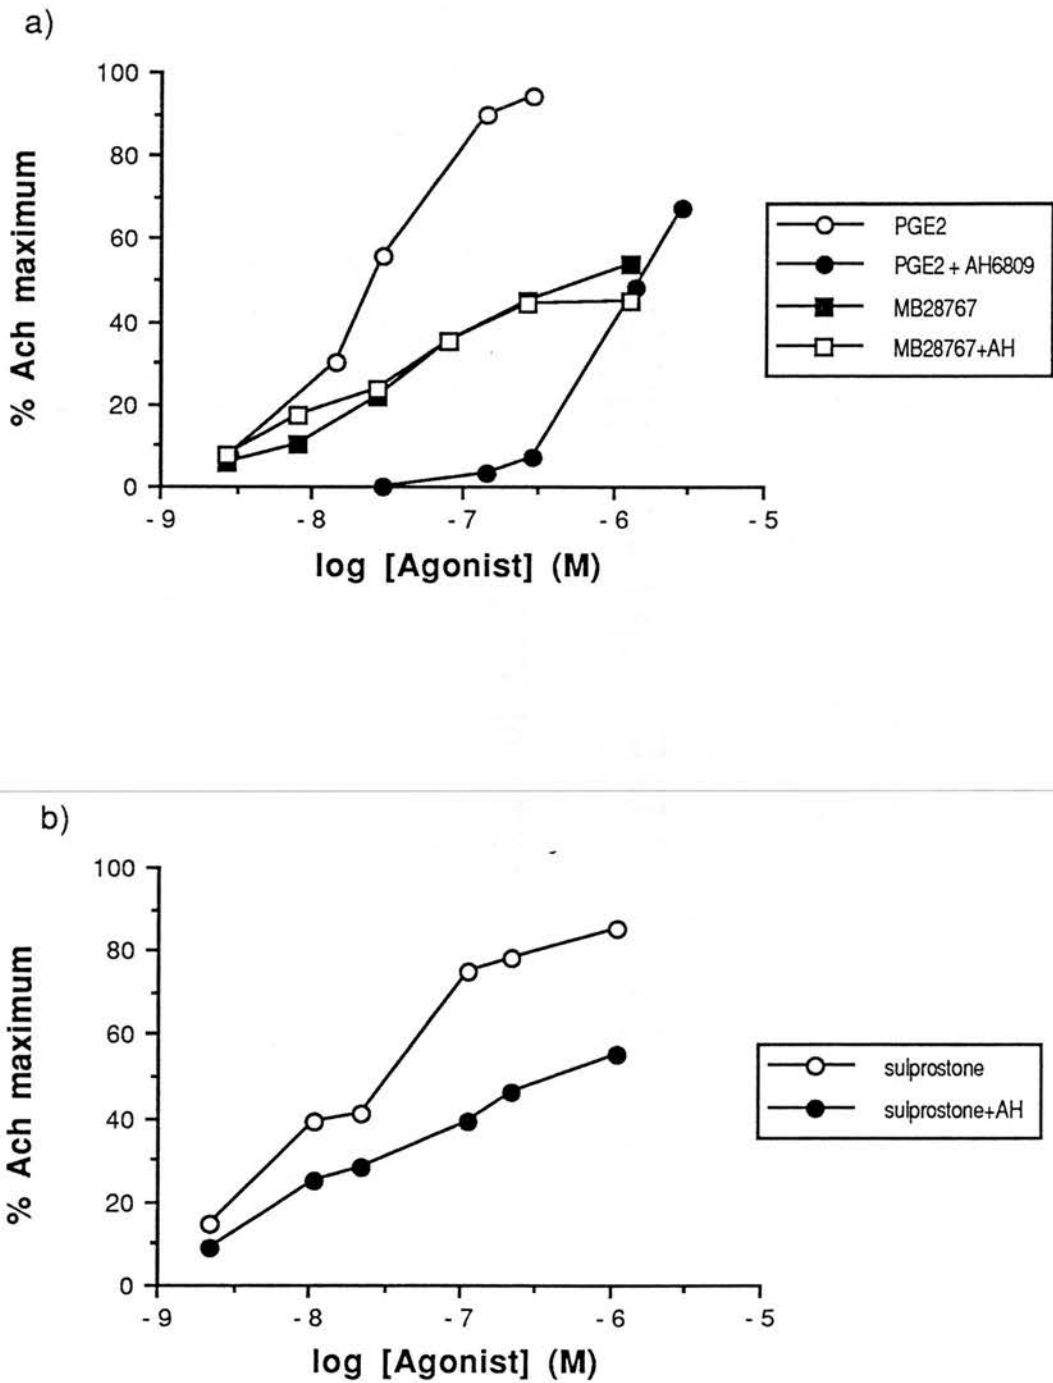 a)
100
80
60
40
20
0
% Ach maximum
-9
-8
-7
-6
-5
log [Agonist] (M)
PGE2
PGE2 + AH6809
MB28767
MB28767+AH
b)
100
80
60
40
20
0
% Ach maximum
-9
-8
-7
-6
-5
log [Agonist] (M)
sulprostone
sulprostone+AH